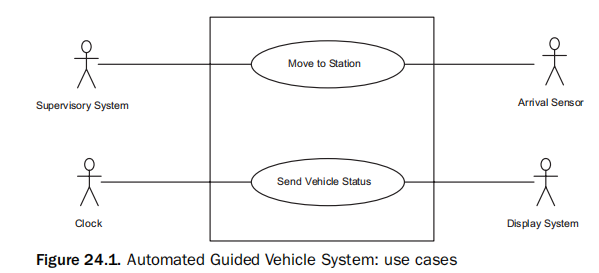 Move to Station
Supervisory System
Arrival Sensor
Send Vehicle Status
Clock
Display System
Figure 24.1. Automated Guided Vehicle System: use cases